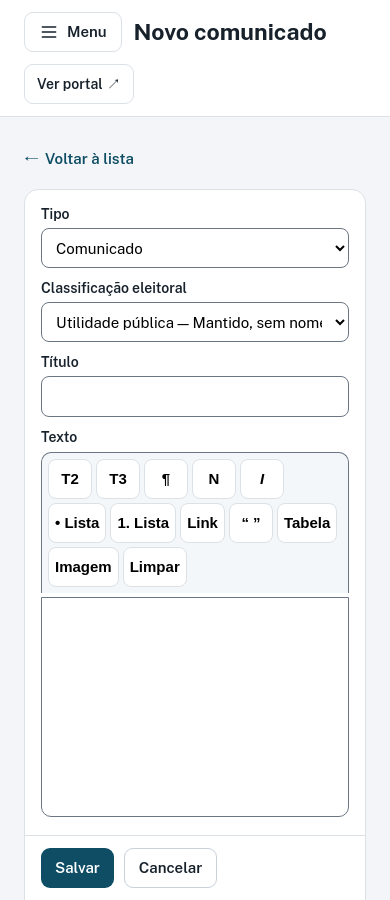 Menu
Novo comunicado
Ver portal ↗
← Voltar à lista
Tipo
Comunicado
Classificação eleitoral
Utilidade pública — Mantido, sem nome
Título
Texto
T2 T3 ¶ N I
• Lista 1. Lista Link “ ” Tabela
Imagem Limpar
Salvar Cancelar